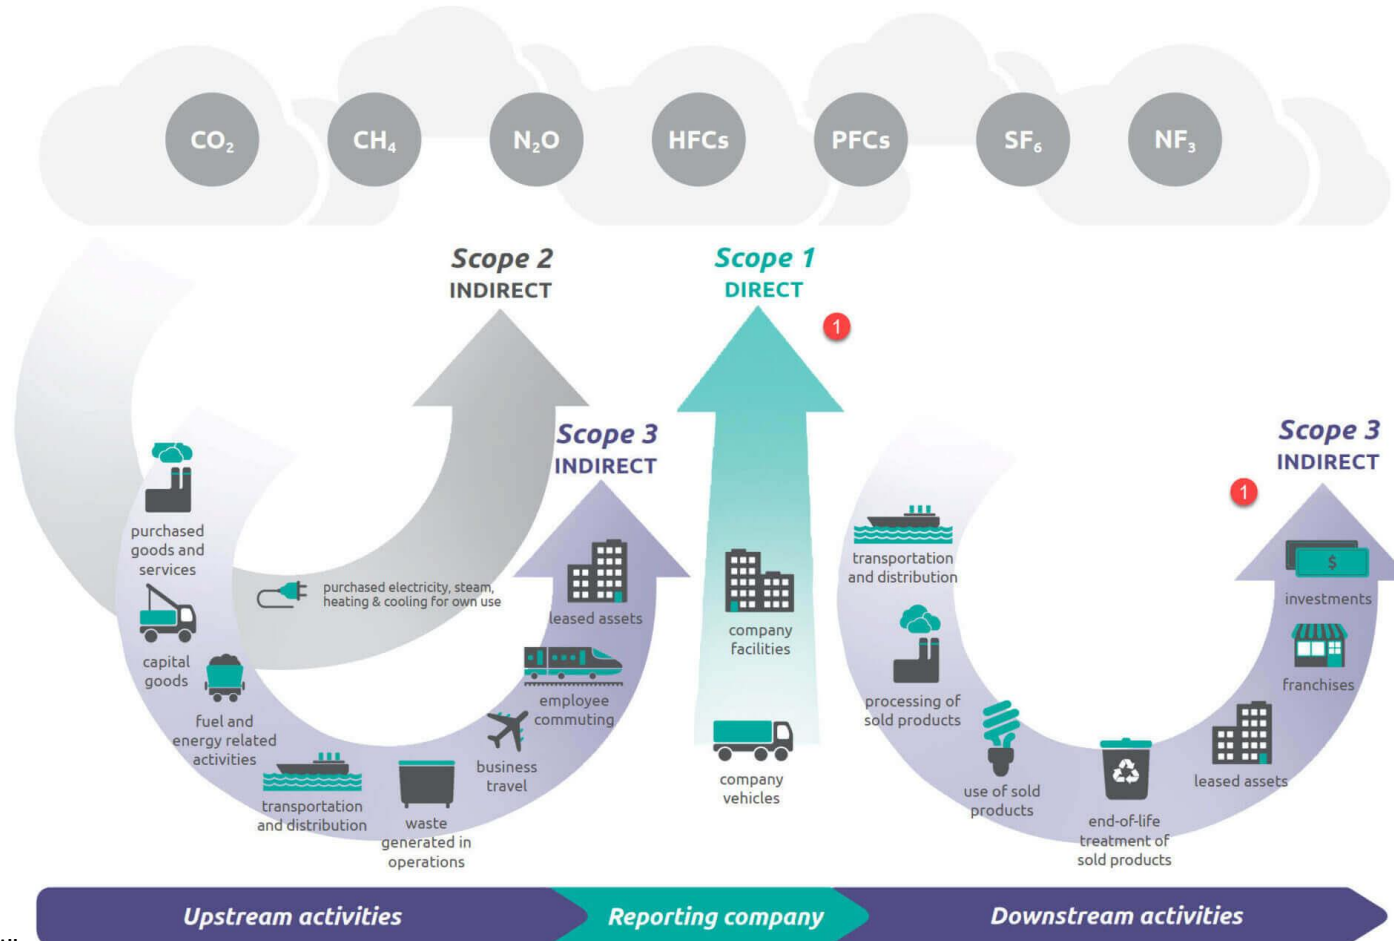 CO₂
CH₄
N₂O
HFCs
PFCs
SF₆
NF₃
Scope 2
INDIRECT
Scope 1
DIRECT
1
Scope 3
INDIRECT
Scope 3
INDIRECT
1
purchased
goods and
services
purchased electricity, steam,
heating & cooling for own use
capital
goods
fuel and
energy related
activities
transportation
and distribution
waste
generated in
operations
business
travel
employee
commuting
leased assets
company
facilities
company
vehicles
transportation
and distribution
processing of
sold products
use of sold
products
end-of-life
treatment of
sold products
leased assets
franchises
$
investments
Upstream activities
Reporting company
Downstream activities